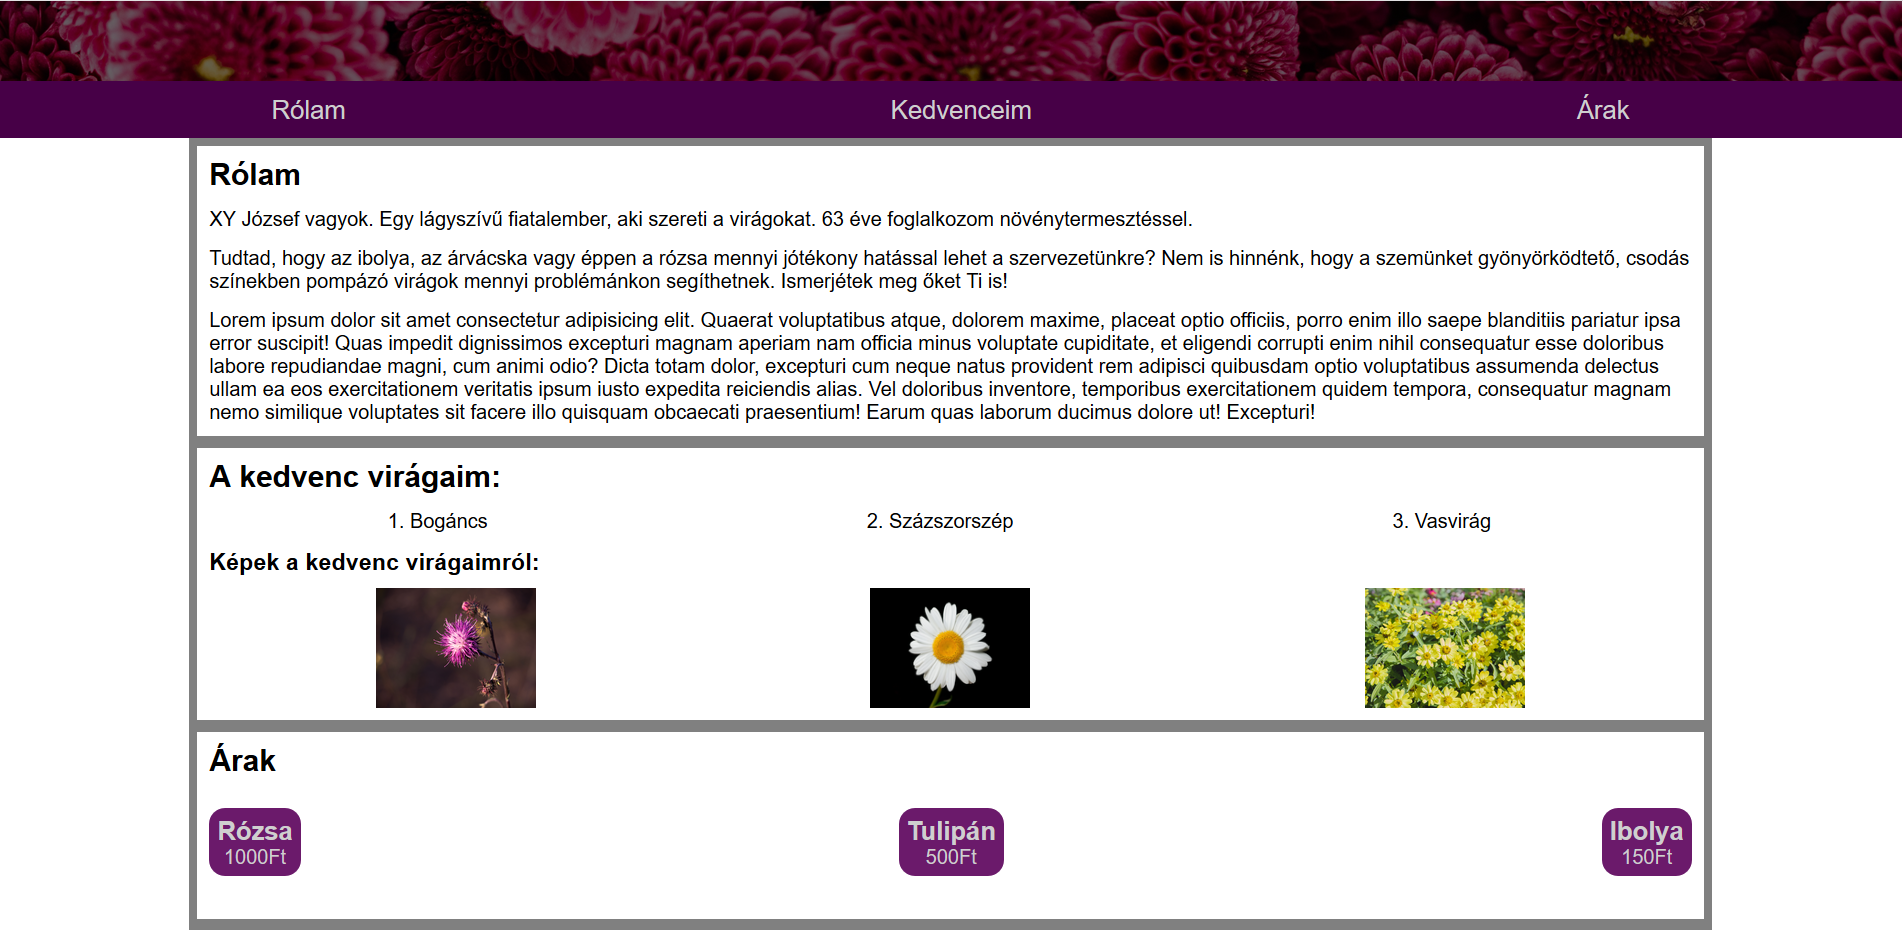 Rólam Kedvenceim Árak
Rólam
XY József vagyok. Egy lágyszívű fiatalember, aki szereti a virágokat. 63 éve foglalkozom növénytermesztéssel.
Tudtad, hogy az ibolya, az árvácska vagy éppen a rózsa mennyi jótékony hatással lehet a szervezetünkre? Nem is hinnénk, hogy a szemünket gyönyörködtető, csodás
színekben pompázó virágok mennyi problémánkon segíthetnek. Ismerjétek meg őket Ti is!
Lorem ipsum dolor sit amet consectetur adipisicing elit. Quaerat voluptatibus atque, dolorem maxime, placeat optio officiis, porro enim illo saepe blanditiis pariatur ipsa
error suscipit! Quas impedit dignissimos excepturi magnam aperiam nam officia minus voluptate cupiditate, et eligendi corrupti enim nihil consequatur esse doloribus
labore repudiandae magni, cum animi odio? Dicta totam dolor, excepturi cum neque natus provident rem adipisci quibusdam optio voluptatibus assumenda delectus
ullam ea eos exercitationem veritatis ipsum iusto expedita reiciendis alias. Vel doloribus inventore, temporibus exercitationem quidem tempora, consequatur magnam
nemo similique voluptates sit facere illo quisquam obcaecati praesentium! Earum quas laborum ducimus dolore ut! Excepturi!
A kedvenc virágaim:
1. Bogáncs 2. Százszorszép 3. Vasvirág
Képek a kedvenc virágaimról:
Árak
Rózsa Tulipán Ibolya
1000Ft 500Ft 150Ft